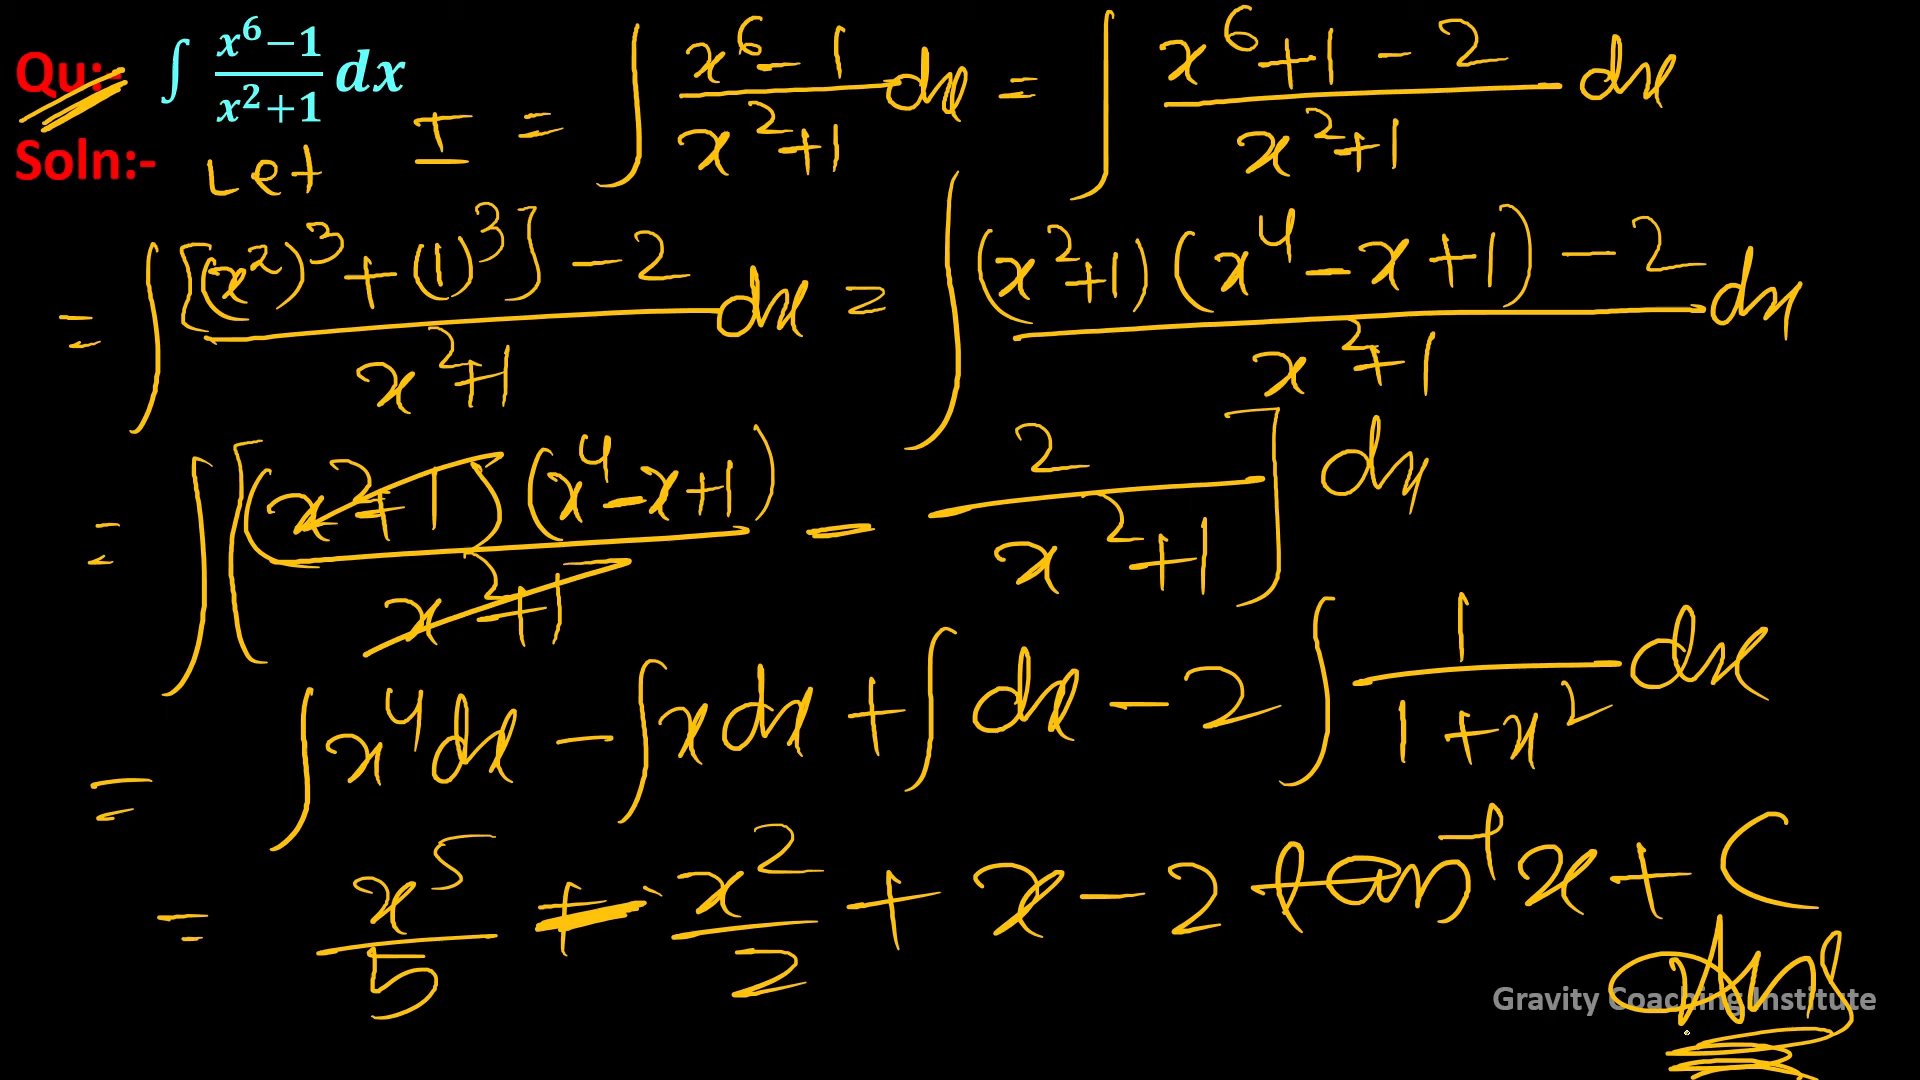 Qu:- ∫ (x⁶−1)/(x²+1) dx
Soln:- Let I = ∫ (x⁶−1)/(x²+1) dx = ∫ (x⁶+1−2)/(x²+1) dx
= ∫ ([(x²)³+(1)³]−2)/(x²+1) dx = ∫ ((x²+1)(x⁴−x+1)−2)/(x²+1) dx
= ∫ [((x²+1)(x⁴−x+1))/(x²+1) − 2/(x²+1)] dx
= ∫x⁴dx − ∫xdx + ∫dx − 2∫ 1/(1+x²) dx
= x⁵/5 − x²/2 + x − 2 tan⁻¹x + C
Ans
Gravity Coaching Institute